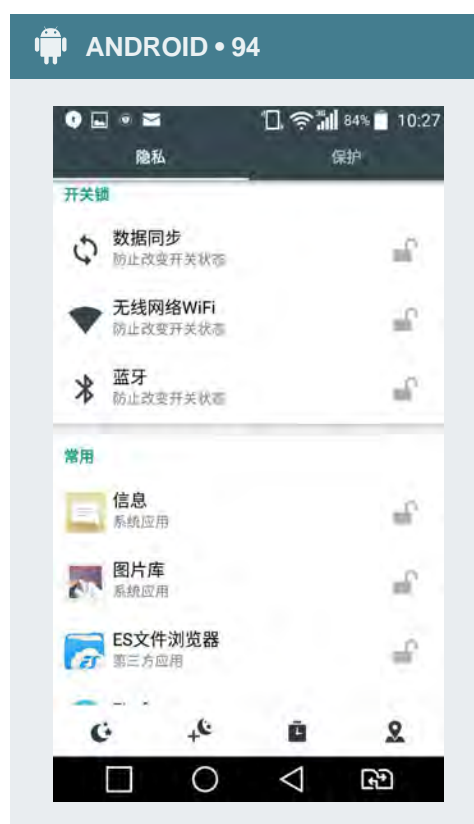 ANDROID • 94
84% 10:27
隐私 保护
开关锁
数据同步
防止改变开关状态
无线网络WiFi
防止改变开关状态
蓝牙
防止改变开关状态
常用
信息
系统应用
图片库
系统应用
ES文件浏览器
第三方应用